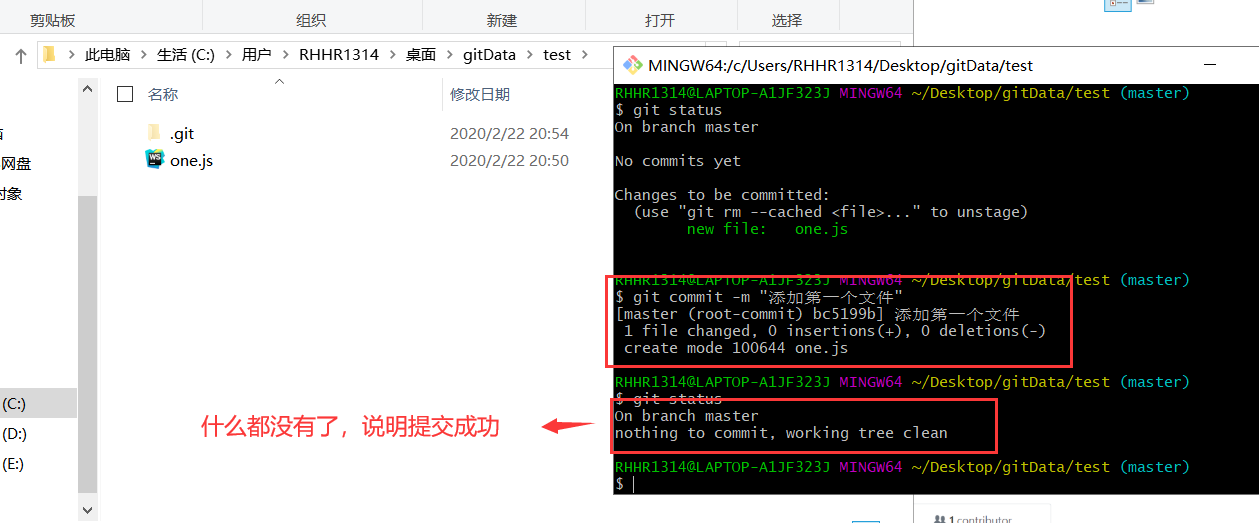 剪贴板 组织 新建 打开 选择
此电脑 生活 (C:) 用户 RHHR1314 桌面 gitData test
名称 修改日期
.git 2020/2/22 20:54
one.js 2020/2/22 20:50
网盘
对象
(C:)
(D:)
(E:)
什么都没有了，说明提交成功
MINGW64:/c/Users/RHHR1314/Desktop/gitData/test
RHHR1314@LAPTOP-A1JF323J MINGW64 ~/Desktop/gitData/test (master)
$ git status
On branch master
No commits yet
Changes to be committed:
(use "git rm --cached <file>..." to unstage)
new file: one.js
RHHR1314@LAPTOP-A1JF323J MINGW64 ~/Desktop/gitData/test (master)
$ git commit -m "添加第一个文件"
[master (root-commit) bc5199b] 添加第一个文件
1 file changed, 0 insertions(+), 0 deletions(-)
create mode 100644 one.js
RHHR1314@LAPTOP-A1JF323J MINGW64 ~/Desktop/gitData/test (master)
$ git status
On branch master
nothing to commit, working tree clean
RHHR1314@LAPTOP-A1JF323J MINGW64 ~/Desktop/gitData/test (master)
$
1 contributor